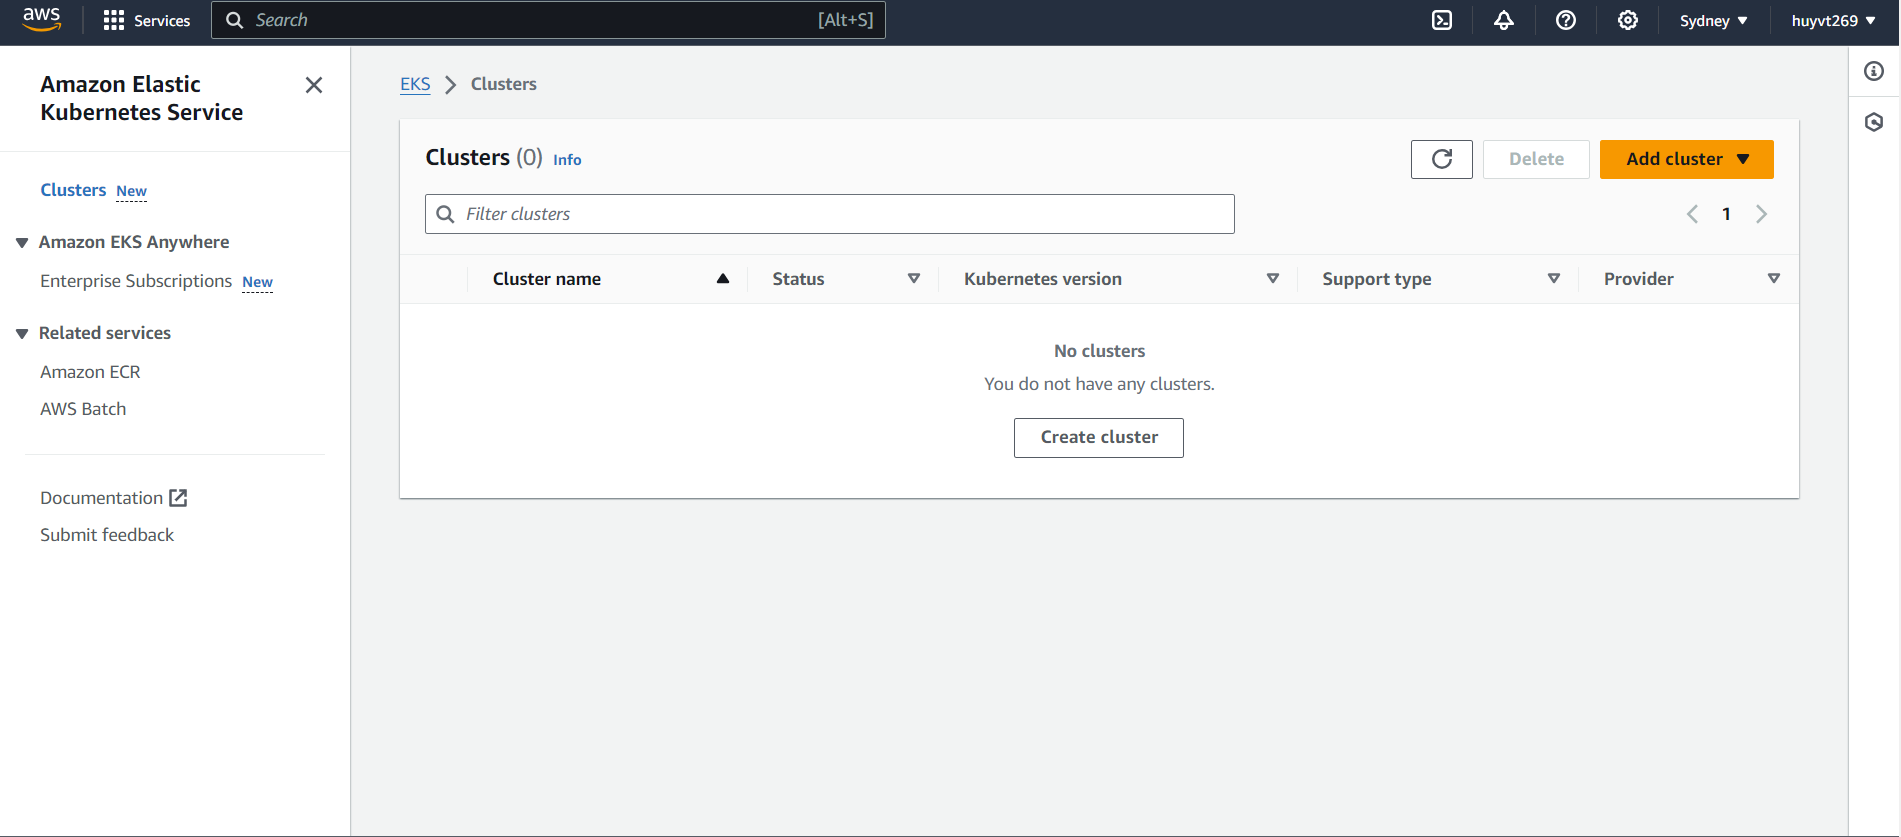 aws Services Search [Alt+S] Sydney huyvt269
Amazon Elastic
Kubernetes Service
Clusters New
Amazon EKS Anywhere
Enterprise Subscriptions New
Related services
Amazon ECR
AWS Batch
Documentation
Submit feedback
EKS Clusters
Clusters (0) Info
Delete
Add cluster
Filter clusters
1
Cluster name Status Kubernetes version Support type Provider
No clusters
You do not have any clusters.
Create cluster